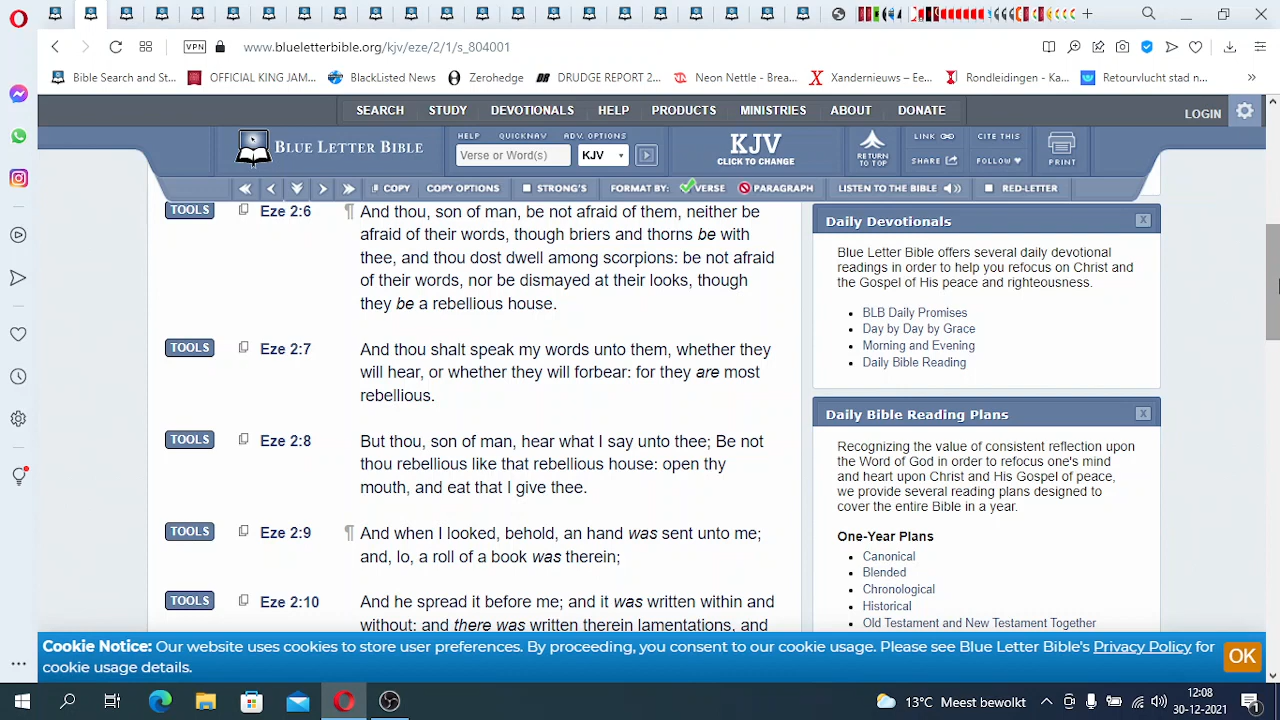 VPN www.blueletterbible.org/kjv/eze/2/1/s_804001
Bible Search and St... OFFICIAL KING JAM... BlackListed News Zerohedge DRUDGE REPORT 2... Neon Nettle - Brea... Xandernieuws – Ee... Rondleidingen - Ka... Retourvlucht stad n... »
SEARCH STUDY DEVOTIONALS HELP PRODUCTS MINISTRIES ABOUT DONATE LOGIN
BLUE LETTER BIBLE
HELP QUICKNAV ADV. OPTIONS
Verse or Word(s) KJV
KJV
CLICK TO CHANGE
RETURN TO TOP
LINK CITE THIS
SHARE FOLLOW PRINT
COPY COPY OPTIONS STRONG'S FORMAT BY: VERSE PARAGRAPH LISTEN TO THE BIBLE RED-LETTER
TOOLS Eze 2:6 ¶ And thou, son of man, be not afraid of them, neither be
afraid of their words, though briers and thorns be with
thee, and thou dost dwell among scorpions: be not afraid
of their words, nor be dismayed at their looks, though
they be a rebellious house.
TOOLS Eze 2:7 And thou shalt speak my words unto them, whether they
will hear, or whether they will forbear: for they are most
rebellious.
TOOLS Eze 2:8 But thou, son of man, hear what I say unto thee; Be not
thou rebellious like that rebellious house: open thy
mouth, and eat that I give thee.
TOOLS Eze 2:9 ¶ And when I looked, behold, an hand was sent unto me;
and, lo, a roll of a book was therein;
TOOLS Eze 2:10 And he spread it before me; and it was written within and
without: and there was written therein lamentations, and
Daily Devotionals X
Blue Letter Bible offers several daily devotional
readings in order to help you refocus on Christ and
the Gospel of His peace and righteousness.
• BLB Daily Promises
• Day by Day by Grace
• Morning and Evening
• Daily Bible Reading
Daily Bible Reading Plans X
Recognizing the value of consistent reflection upon
the Word of God in order to refocus one's mind
and heart upon Christ and His Gospel of peace,
we provide several reading plans designed to
cover the entire Bible in a year.
One-Year Plans
• Canonical
• Blended
• Chronological
• Historical
• Old Testament and New Testament Together
Cookie Notice: Our website uses cookies to store user preferences. By proceeding, you consent to our cookie usage. Please see Blue Letter Bible's Privacy Policy for
cookie usage details.
OK
13°C Meest bewolkt
12:08
30-12-2021
1